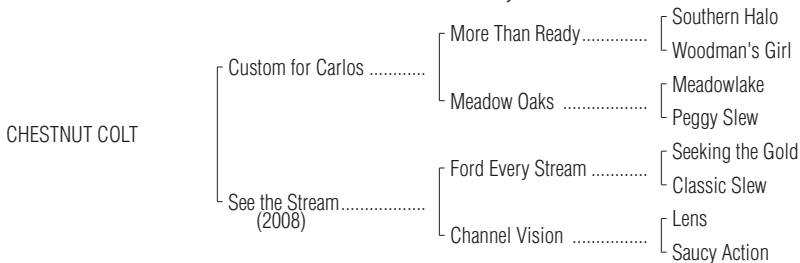 Southern Halo
More Than Ready..............
Woodman's Girl
Custom for Carlos ............
Meadowlake
Meadow Oaks ..................
Peggy Slew
CHESTNUT COLT
Seeking the Gold
Ford Every Stream ............
Classic Slew
See the Stream..................
(2008)
Lens
Channel Vision ................
Saucy Action